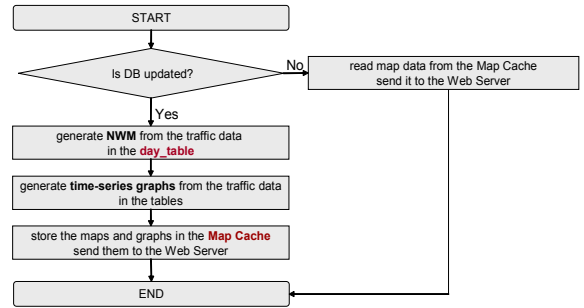 START
Is DB updated?
No
read map data from the Map Cache
send it to the Web Server
Yes
generate NWM from the traffic data
in the day_table
generate time-series graphs from the traffic data
in the tables
store the maps and graphs in the Map Cache
send them to the Web Server
END